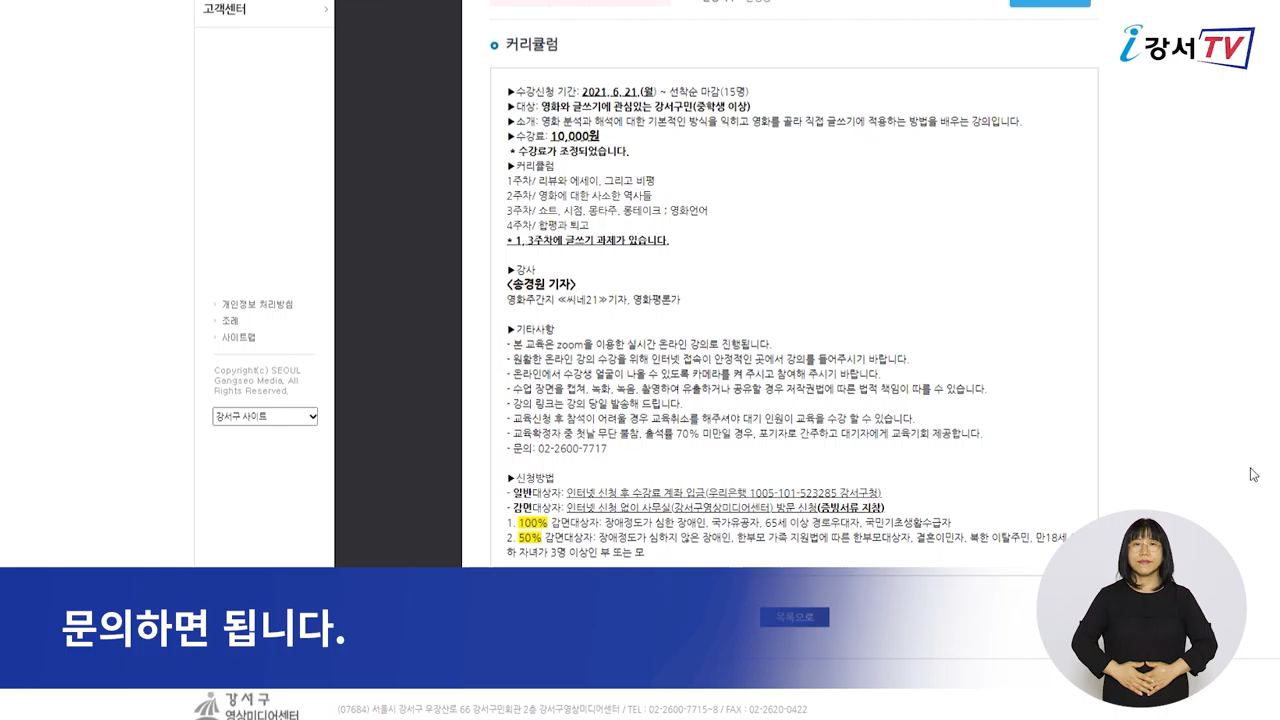 고객센터
i강서TV
커리큘럼
▶수강신청 기간: 2021. 6. 21.(월) ~ 선착순 마감(15명)
▶대상: 영화와 글쓰기에 관심있는 강서구민(중학생 이상)
▶소개: 영화 분석과 해석에 대한 기본적인 방식을 익히고 영화를 골라 직접 글쓰기에 적용하는 방법을 배우는 강의입니다.
▶수강료: 10,000원
* 수강료가 조정되었습니다.
▶커리큘럼
1주차/ 리뷰와 에세이, 그리고 비평
2주차/ 영화에 대한 사소한 역사들
3주차/ 쇼트, 시점, 몽타주, 롱테이크 ; 영화언어
4주차/ 합평과 퇴고
* 1, 3주차에 글쓰기 과제가 있습니다.
▶강사
<송경원 기자>
영화주간지 ≪씨네21≫기자, 영화평론가
▶기타사항
- 본 교육은 zoom을 이용한 실시간 온라인 강의로 진행됩니다.
- 원활한 온라인 강의 수강을 위해 인터넷 접속이 안정적인 곳에서 강의를 들어주시기 바랍니다.
- 온라인에서 수강생 얼굴이 나올 수 있도록 카메라를 켜 주시고 참여해 주시기 바랍니다.
- 수업 장면을 캡쳐, 녹화, 녹음, 촬영하여 유출하거나 공유할 경우 저작권법에 따른 법적 책임이 따를 수 있습니다.
- 강의 링크는 강의 당일 발송해 드립니다.
- 교육신청 후 참석이 어려울 경우 교육취소를 해주셔야 대기 인원이 교육을 수강 할 수 있습니다.
- 교육확정자 중 첫날 무단 불참, 출석률 70% 미만일 경우, 포기자로 간주하고 대기자에게 교육기회 제공합니다.
- 문의: 02-2600-7717
▶신청방법
- 일반대상자: 인터넷 신청 후 수강료 계좌 입금(우리은행 1005-101-523285 강서구청)
- 감면대상자: 인터넷 신청 없이 사무실(강서구영상미디어센터) 방문 신청(증빙서류 지참)
1. 100% 감면대상자: 장애정도가 심한 장애인, 국가유공자, 65세 이상 경로우대자, 국민기초생활수급자
2. 50% 감면대상자: 장애정도가 심하지 않은 장애인, 한부모 가족 지원법에 따른 한부모대상자, 결혼이민자, 북한 이탈주민, 만18세
하 자녀가 3명 이상인 부 또는 모
개인정보 처리방침
조례
사이트맵
Copyright(c) SEOUL
Gangseo Media. All
Rights Reserved.
강서구 사이트
목록으로
문의하면 됩니다.
강서구
영상미디어센터
(07684) 서울시 강서구 우장산로 66 강서구민회관 2층 강서구영상미디어센터 / TEL : 02-2600-7715~8 / FAX : 02-2620-0422